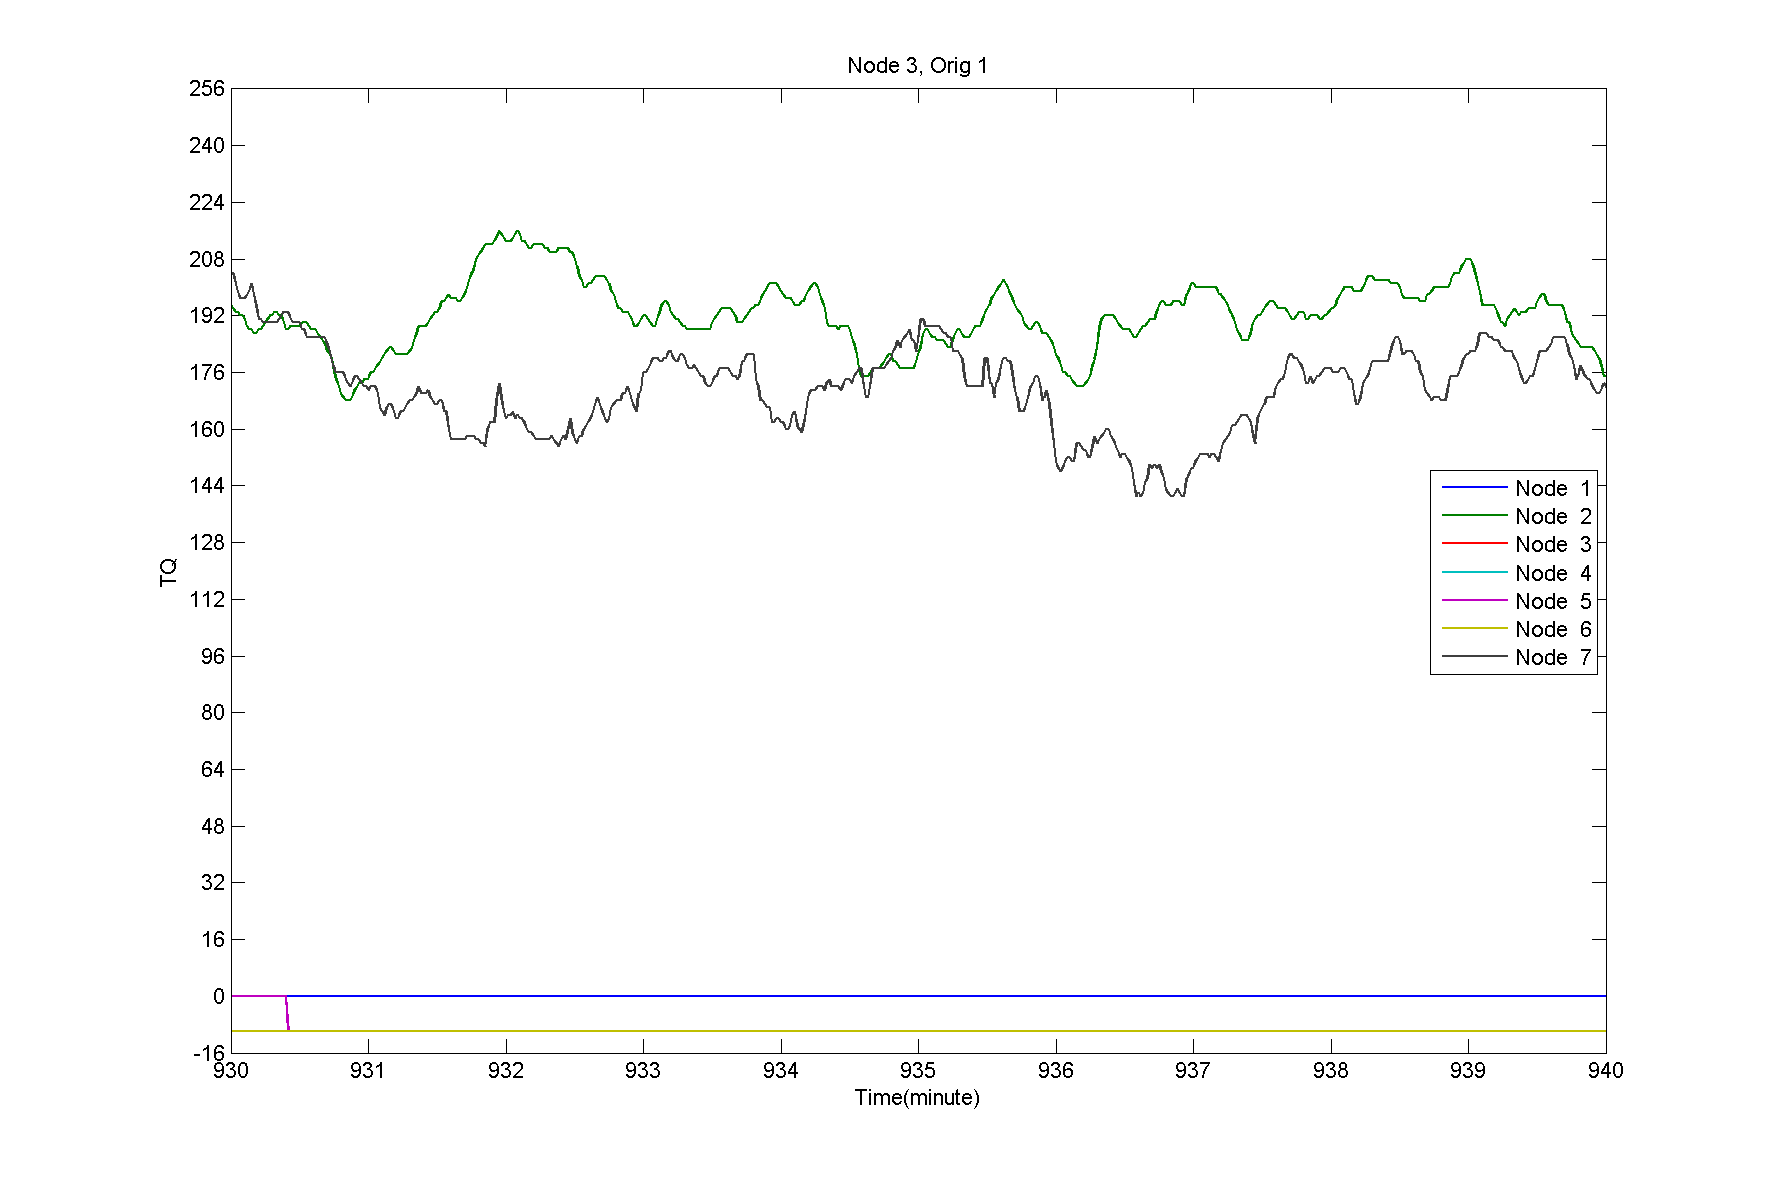 Node 3, Orig 1
256
240
224
208
192
176
160
144
128
112
96
80
64
48
32
16
0
-16
TQ
Node 1
Node 2
Node 3
Node 4
Node 5
Node 6
Node 7
930 931 932 933 934 935 936 937 938 939 940
Time(minute)